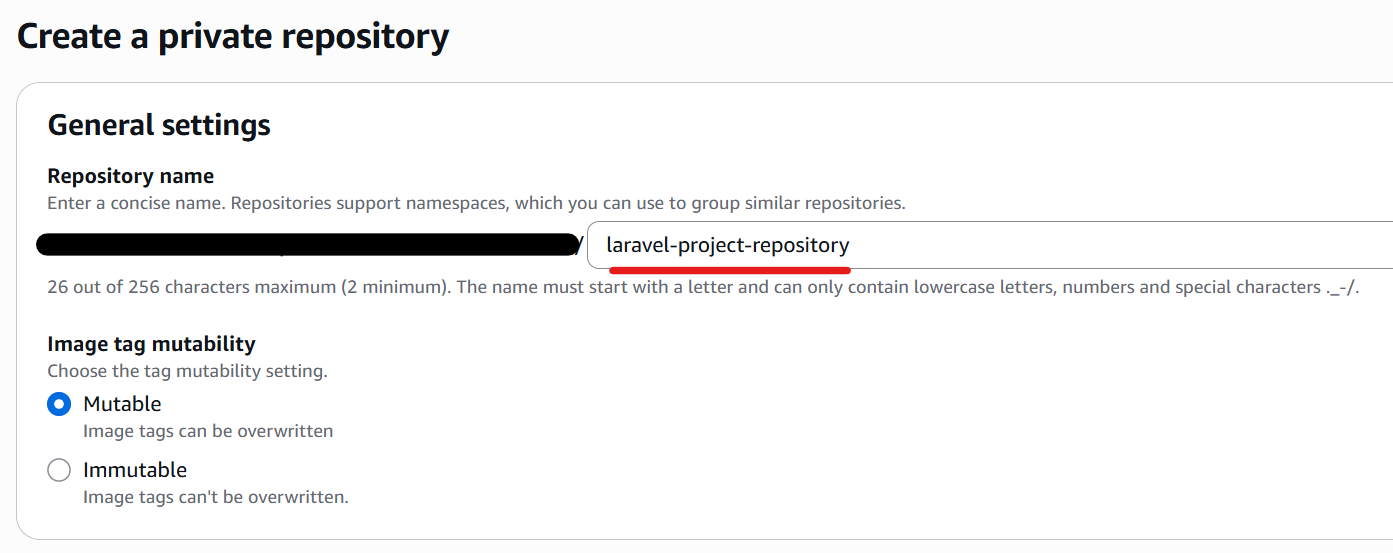 Create a private repository
General settings
Repository name
Enter a concise name. Repositories support namespaces, which you can use to group similar repositories.
/ laravel-project-repository
26 out of 256 characters maximum (2 minimum). The name must start with a letter and can only contain lowercase letters, numbers and special characters ._-/.
Image tag mutability
Choose the tag mutability setting.
Mutable
Image tags can be overwritten
Immutable
Image tags can't be overwritten.